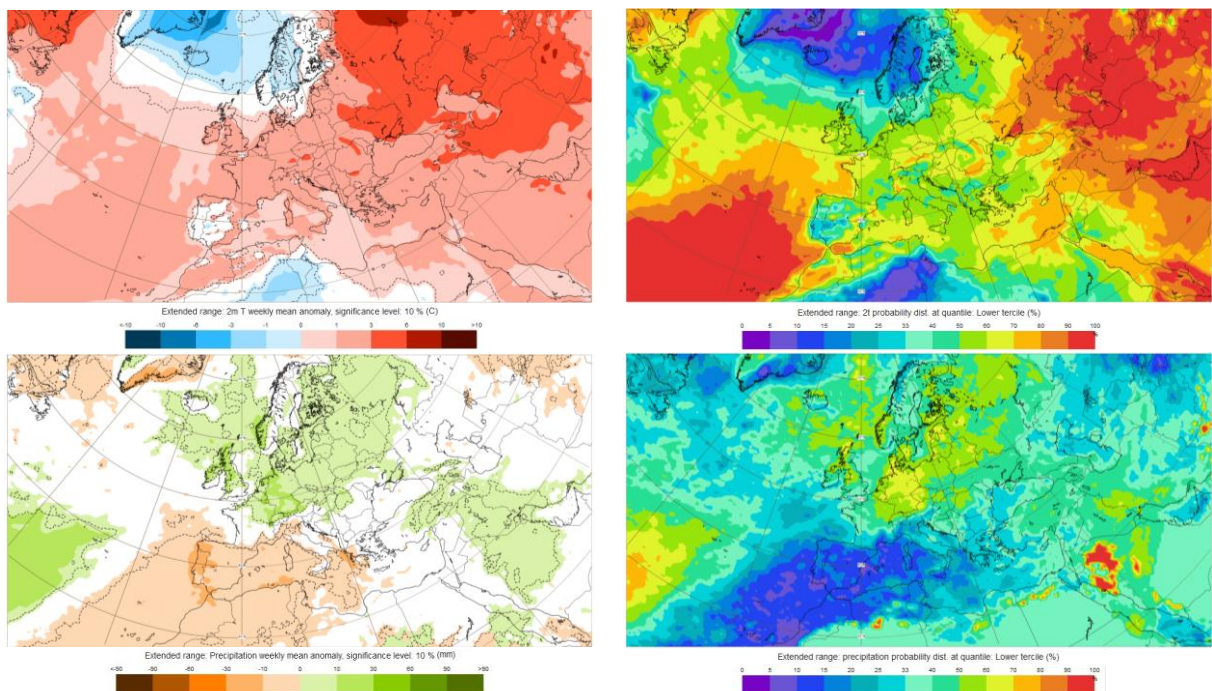 Extended range: 2m T weekly mean anomaly, significance level: 10 % (C)
<-10 -10 -6 -3 -1 1 3 6 10 >10
Extended range: 2t probability dist. at quantile: Lower tercile (%)
0 5 10 20 25 33 40 50 60 70 80 90 100
%
Extended range: Precipitation weekly mean anomaly, significance level: 10 % (mm)
<-90 -90 -60 -30 -10 0 10 30 60 90 >90
Extended range: precipitation probability dist. at quantile: Lower tercile (%)
0 5 10 20 25 33 40 50 60 70 80 90 100
%